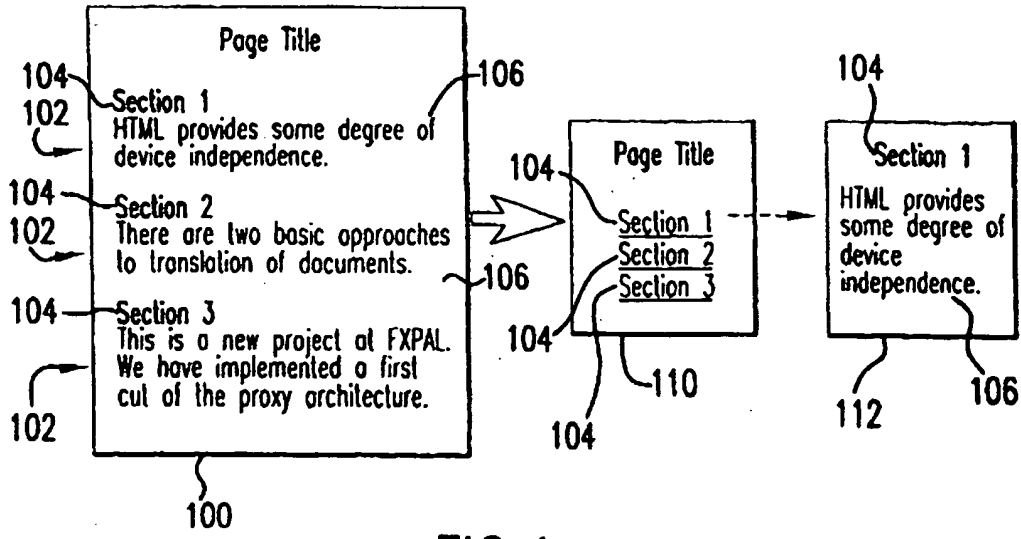 Page Title
104
106
Section 1
102
HTML provides some degree of
device independence.
104
Section 2
102
There are two basic approaches
to translation of documents.
106
104
Section 3
This is a new project at FXPAL.
We have implemented a first
cut of the proxy architecture.
102
100
Page Title
104
Section 1
Section 2
Section 3
104
104
110
104
Section 1
HTML provides
some degree of
device
independence.
112
106